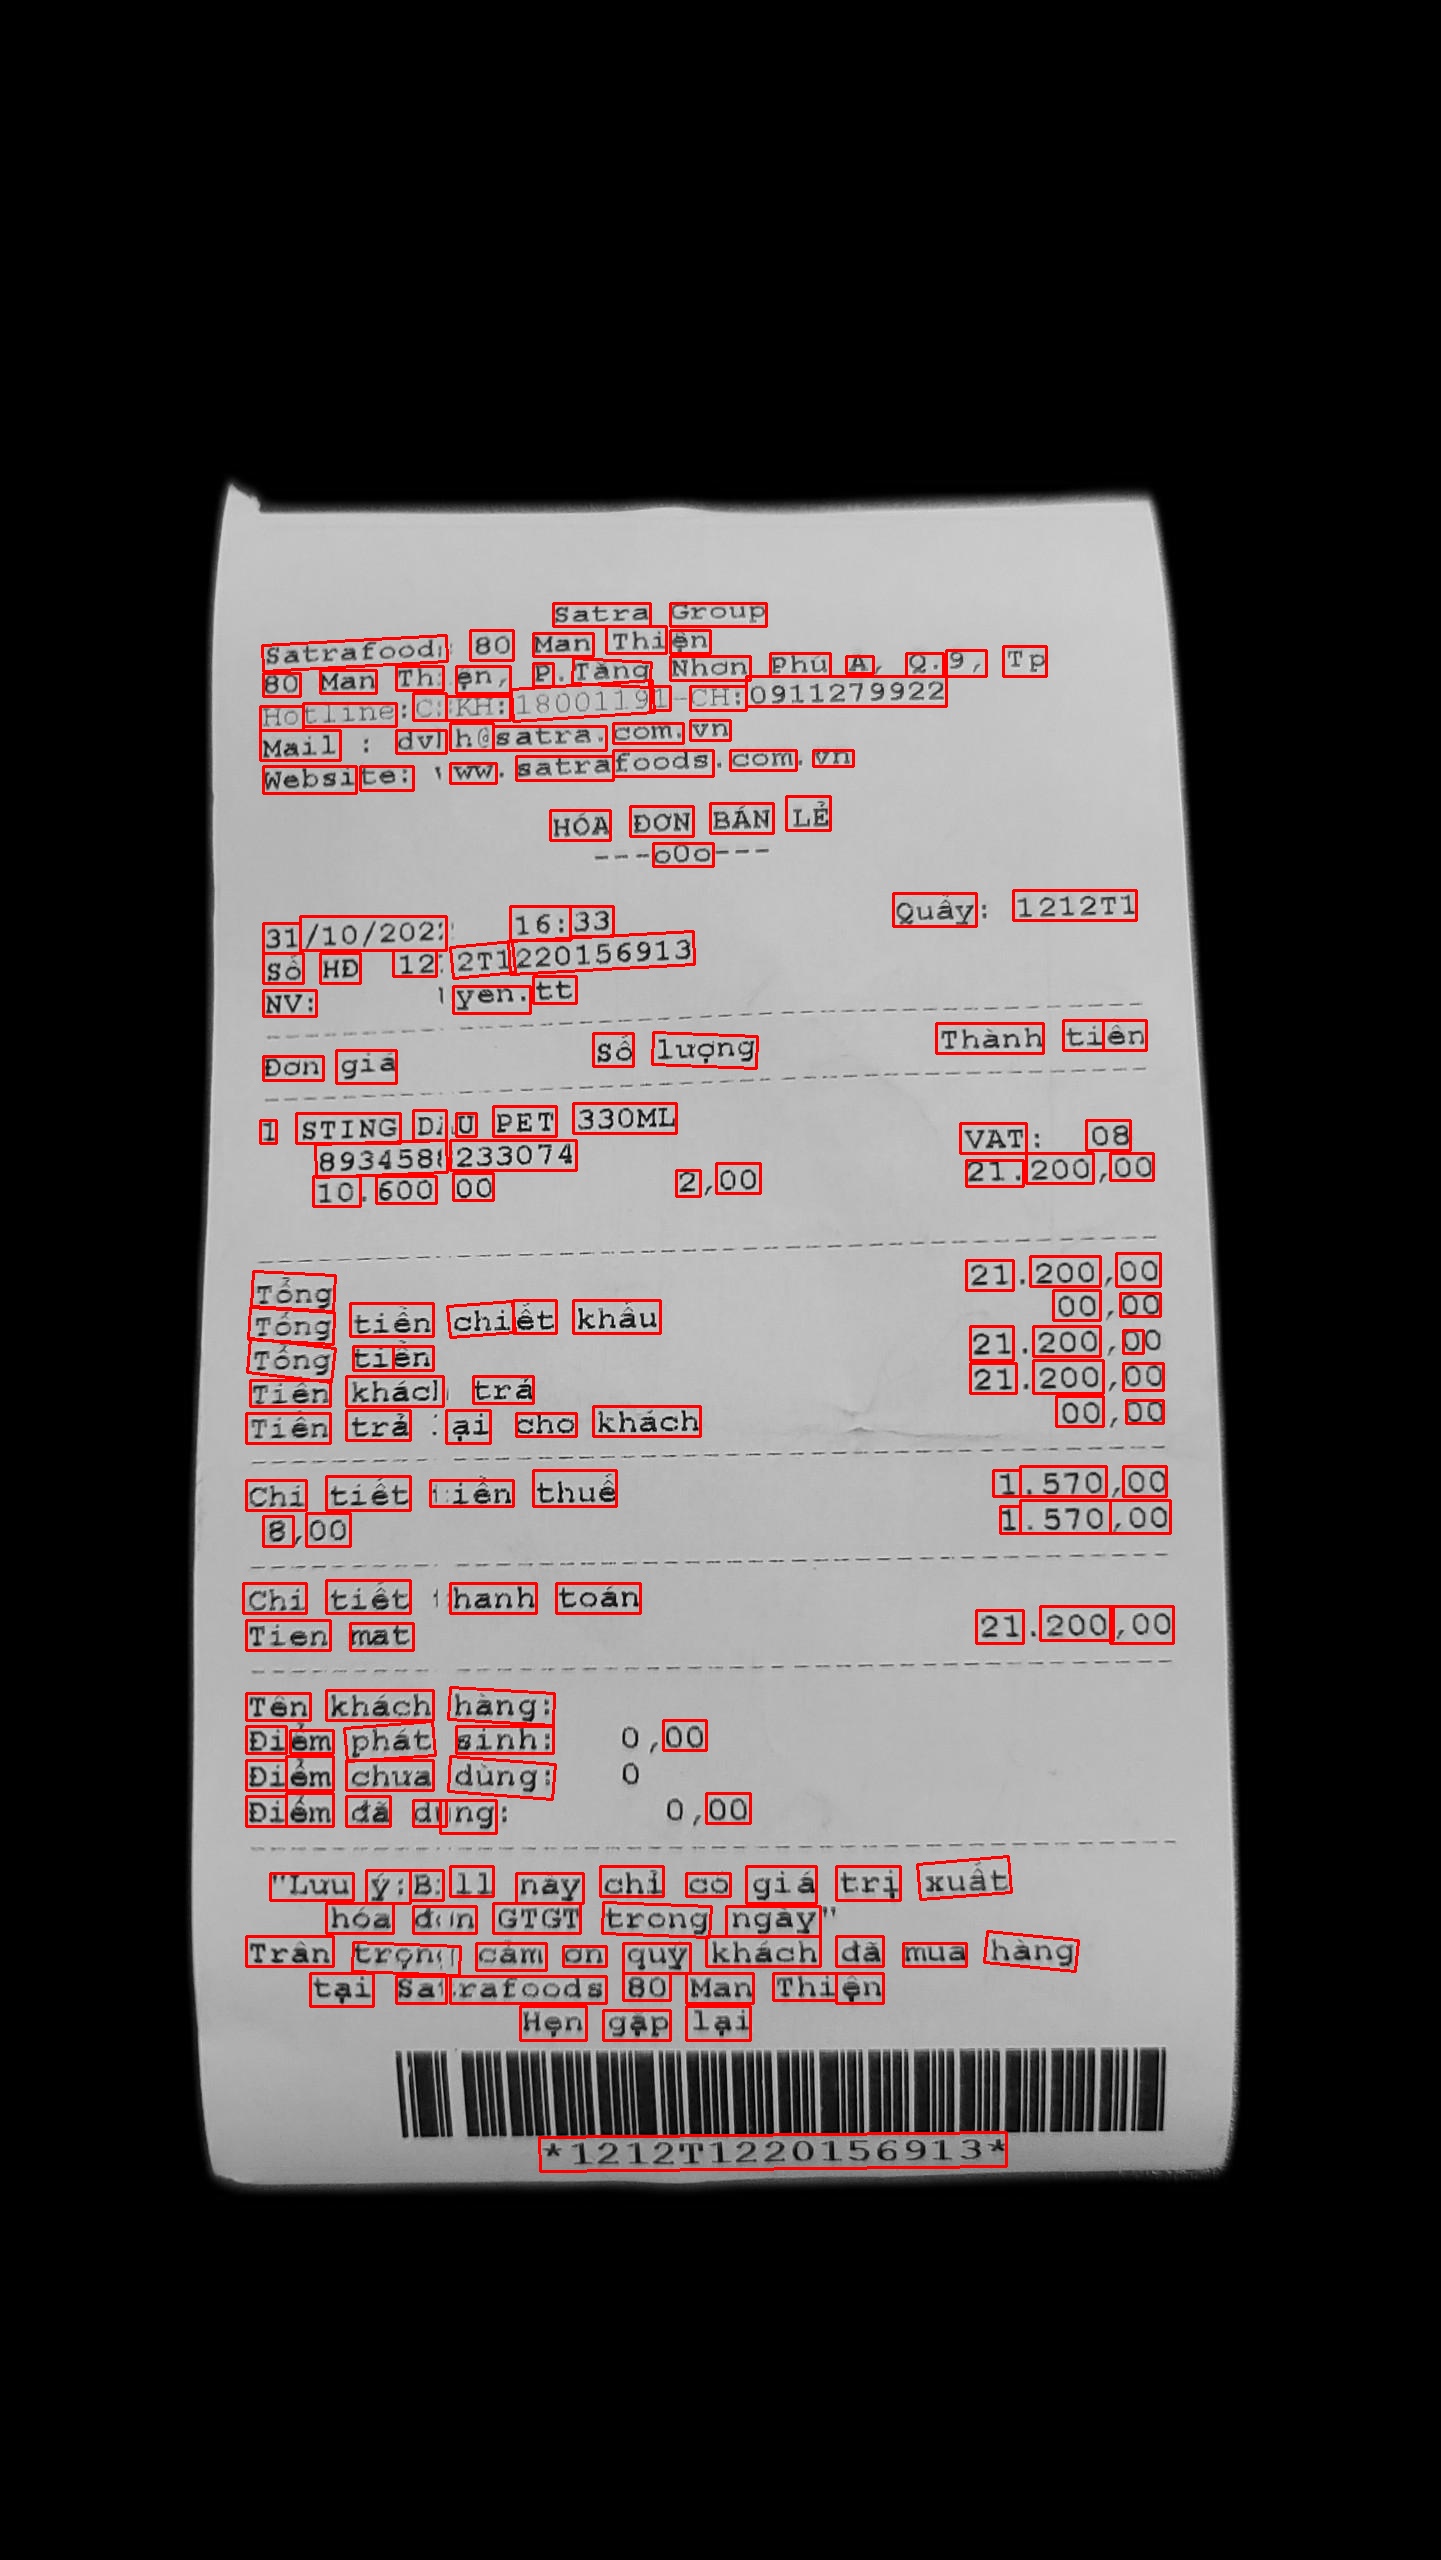 Satra Group
Satrafood: 80 Man Thiện
80 Man Thiện, P.Tăng Nhơn Phú A, Q.9, Tp
Hotline:CSKH:18001191-CH:0911279922
Mail : dvkh@satra.com.vn
Website: www.satrafoods.com.vn
HÓA ĐƠN BÁN LẺ
---oOo---
31/10/2022 16:33 Quầy: 1212T1
Số HĐ 1212T1220156913
NV: yen.tt
Đơn giá Số lượng Thành tiền
1 STING DÂU PET 330ML VAT: 08
8934588233074 21.200,00
10.600 00 2,00
Tổng 21.200,00
Tổng tiền chiết khấu 00,00
Tổng tiền 21.200,00
Tiền khách trả 21.200,00
Tiền trả lại cho khách 00,00
Chi tiết tiền thuế 1.570,00
8,00 1.570,00
Chi tiết thanh toán
Tien mat 21.200,00
Tên khách hàng:
Điểm phát sinh: 0,00
Điểm chưa dùng: 0
Điểm đã dùng: 0,00
"Lưu ý:Bill này chỉ có giá trị xuất
hóa đơn GTGT trong ngày"
Trân trọng cảm ơn quý khách đã mua hàng
tại Satrafoods 80 Man Thiện
Hẹn gặp lại
*1212T1220156913*